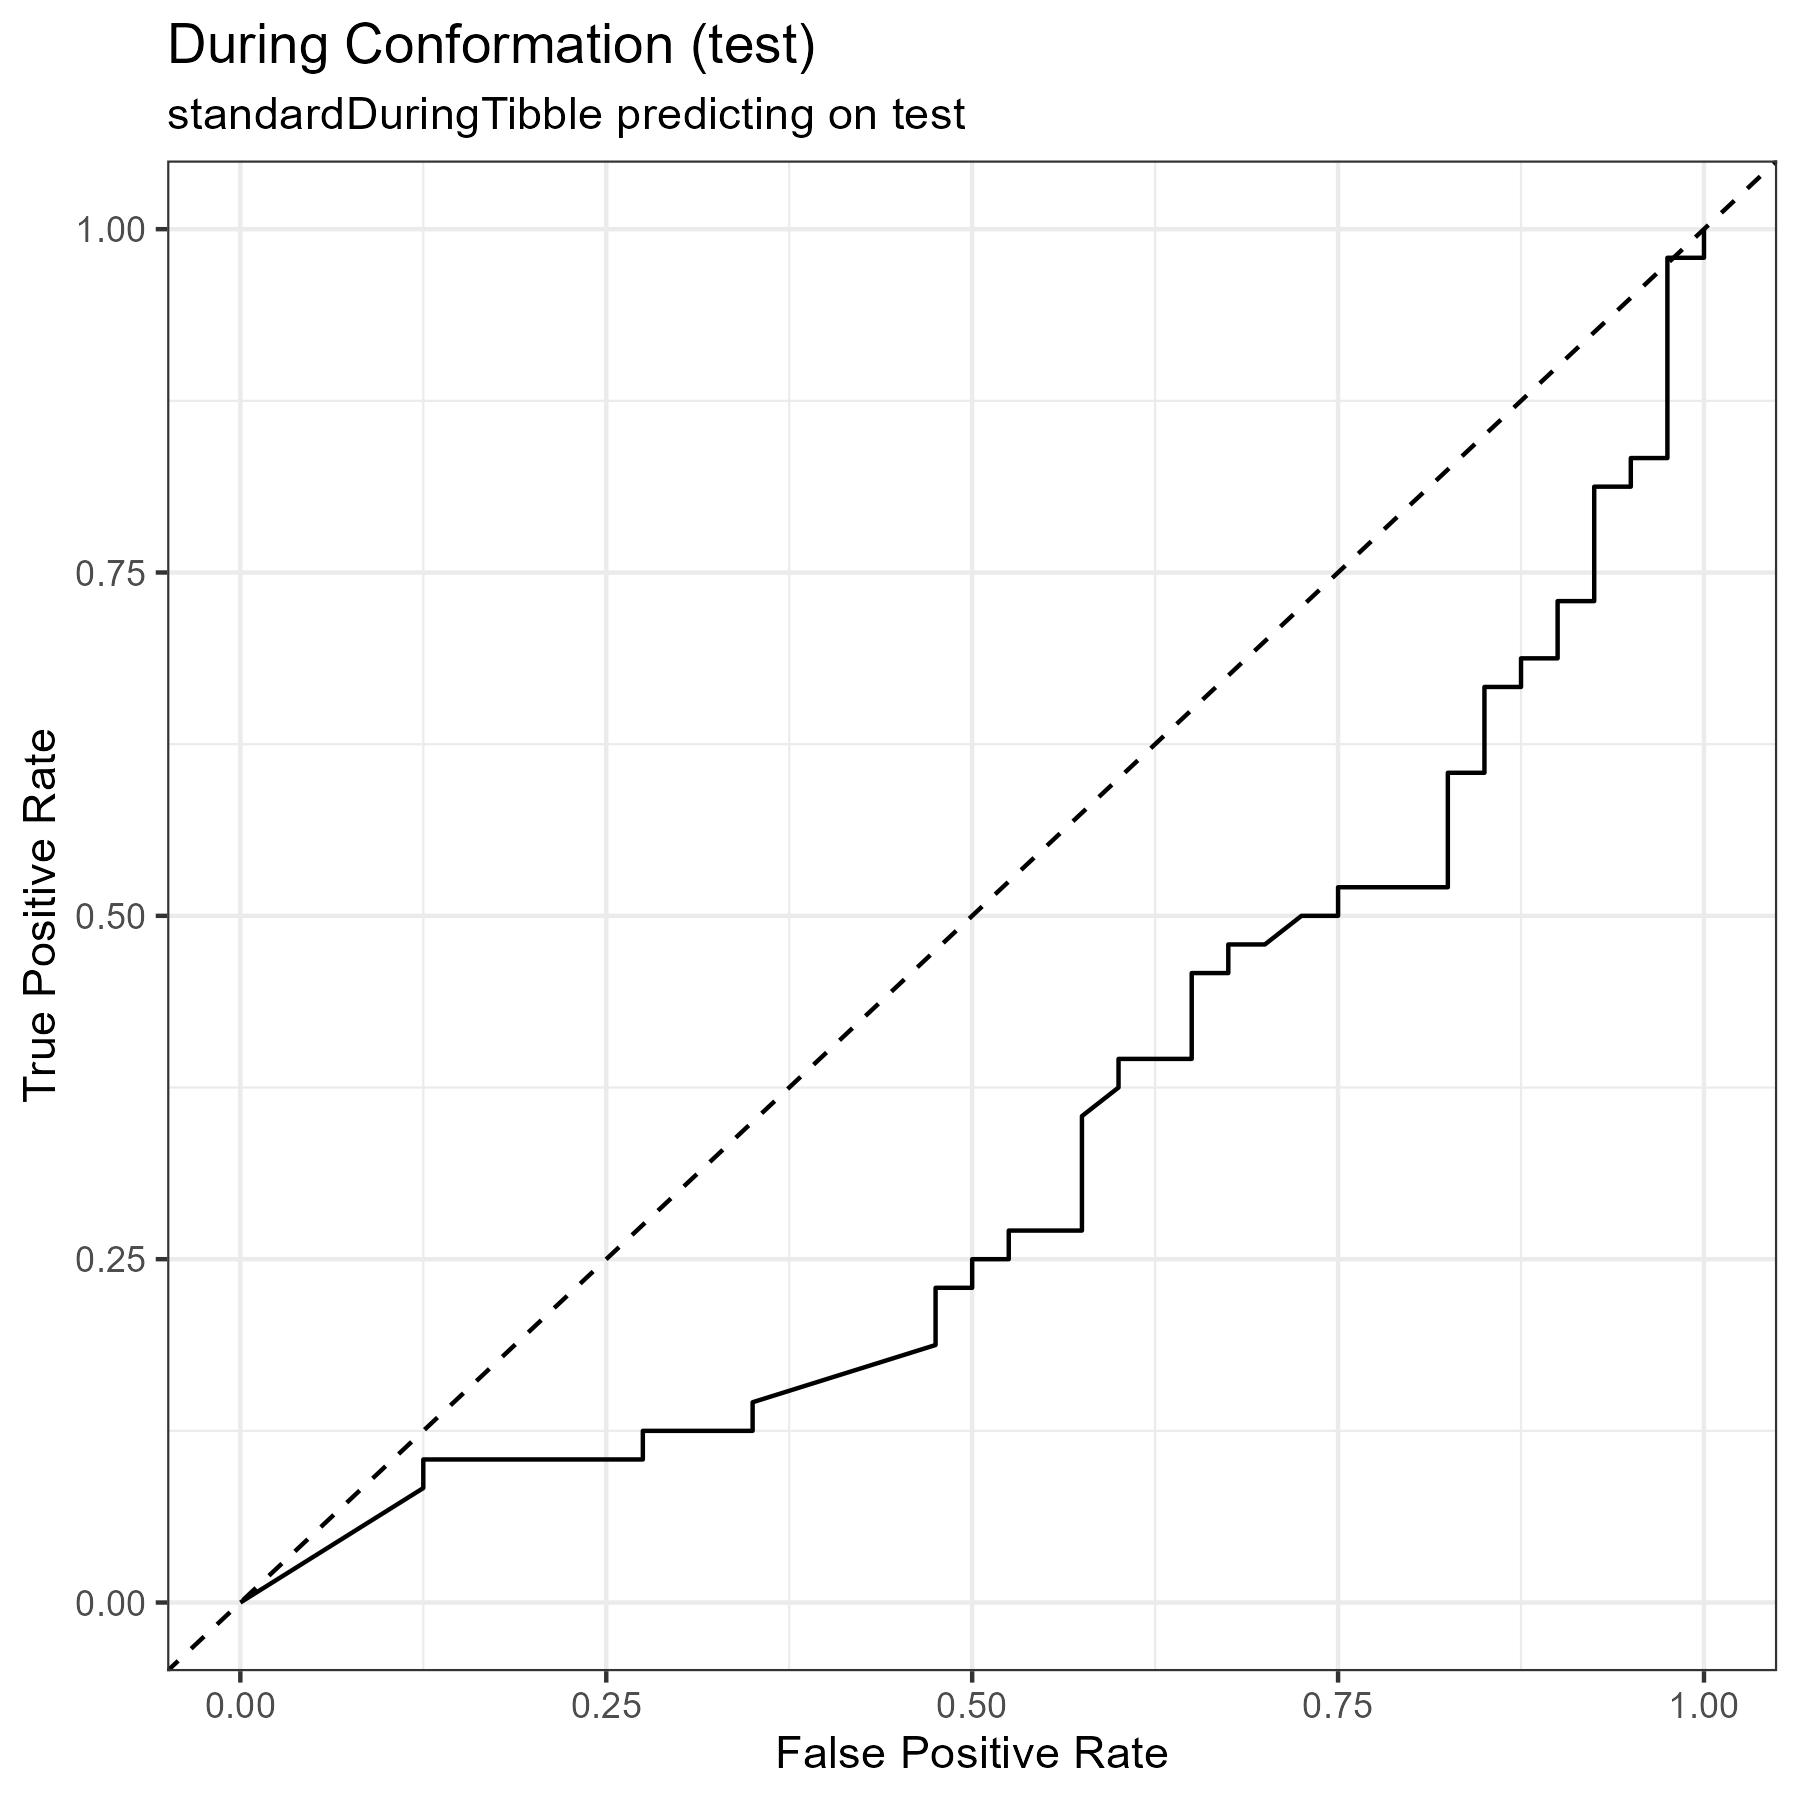 During Conformation (test)
standardDuringTibble predicting on test
True Positive Rate
1.00
0.75
0.50
0.25
0.00
0.00 0.25 0.50 0.75 1.00
False Positive Rate